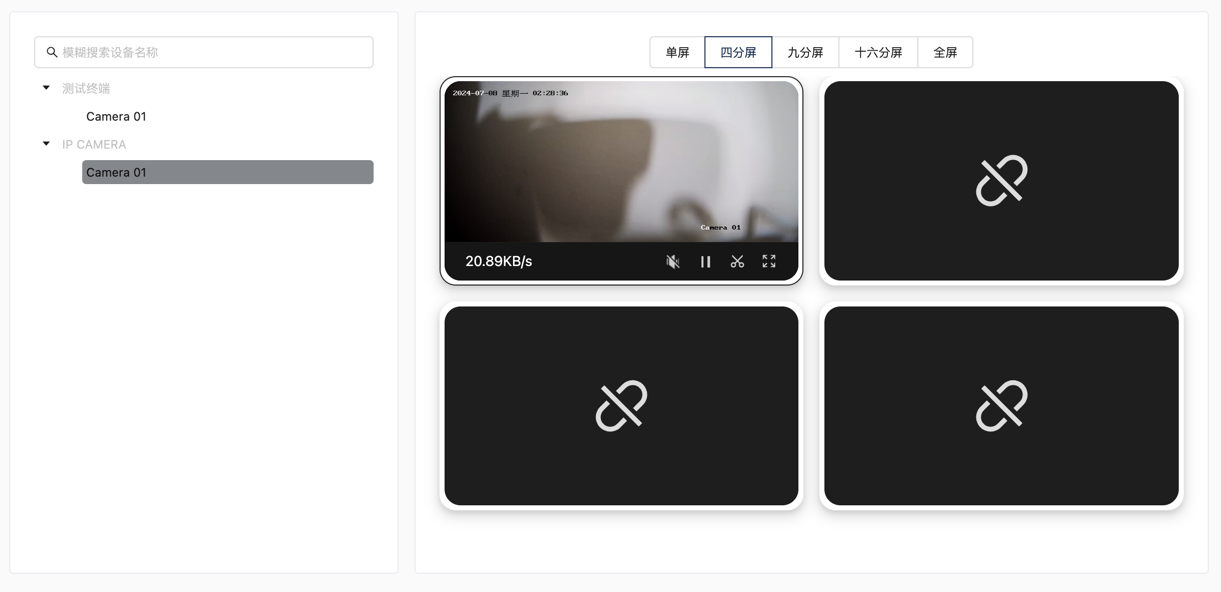 模糊搜索设备名称
测试终端
Camera 01
IP CAMERA
Camera 01
单屏 四分屏 九分屏 十六分屏 全屏
2024-07-08 星期一 02:28:36
Camera 01
20.89KB/s